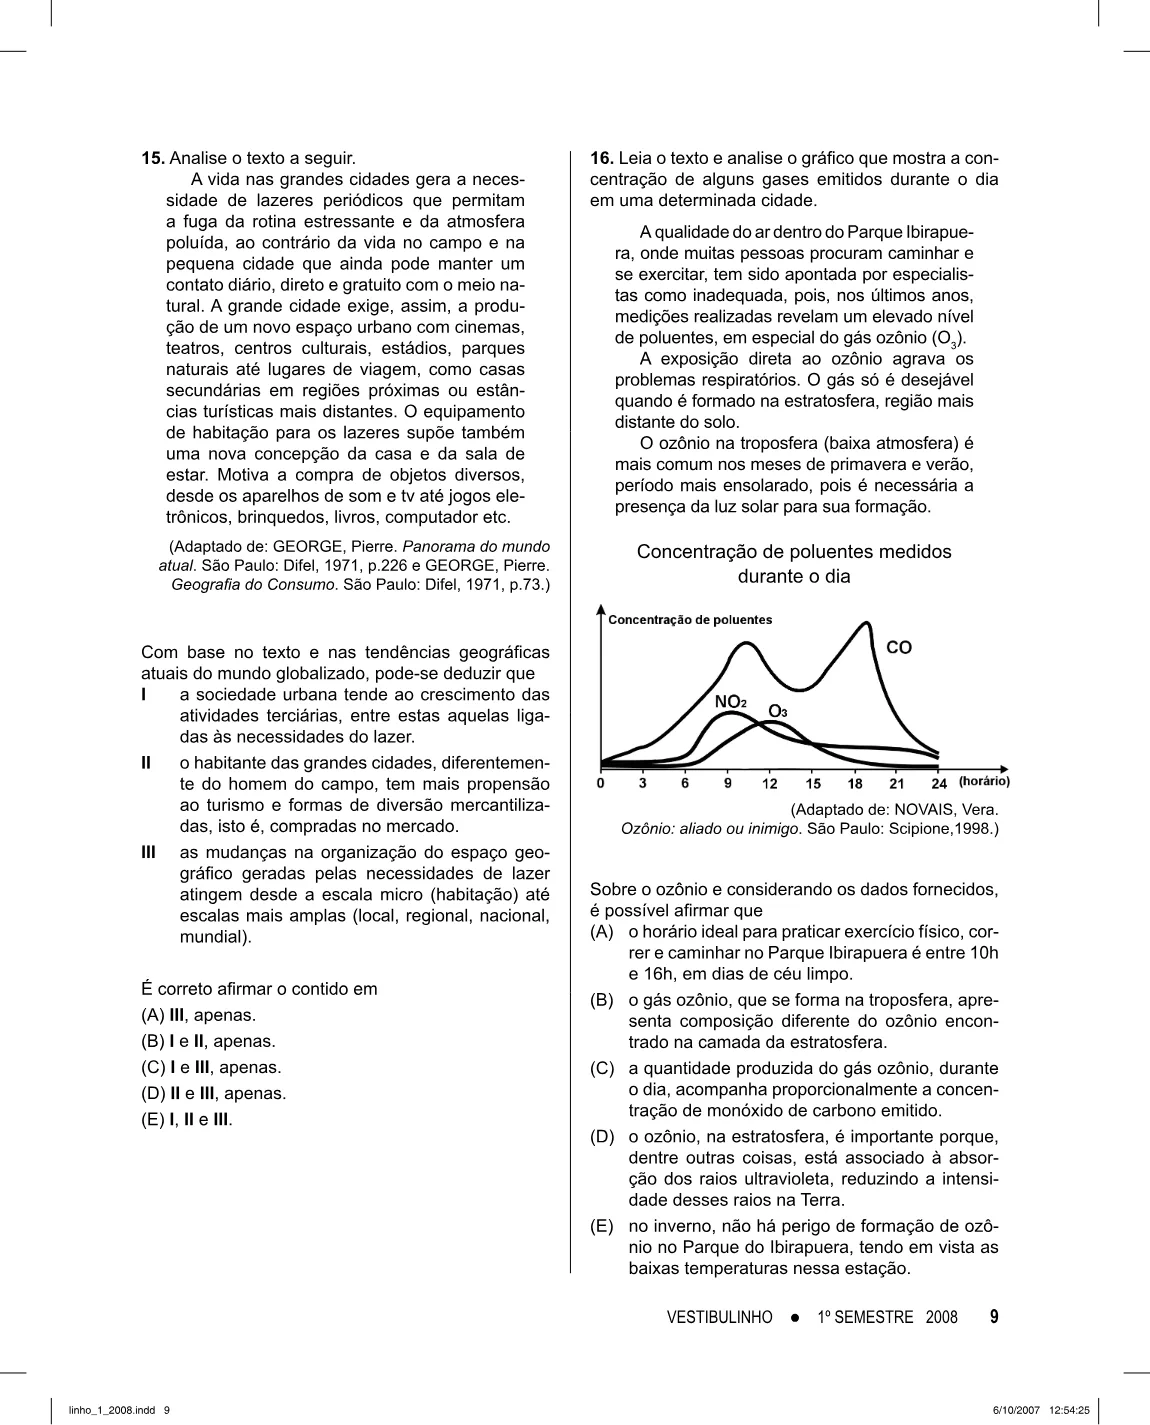 15. Analise o texto a seguir.
A vida nas grandes cidades gera a neces-
sidade de lazeres periódicos que permitam
a fuga da rotina estressante e da atmosfera
poluída, ao contrário da vida no campo e na
pequena cidade que ainda pode manter um
contato diário, direto e gratuito com o meio na-
tural. A grande cidade exige, assim, a produ-
ção de um novo espaço urbano com cinemas,
teatros, centros culturais, estádios, parques
naturais até lugares de viagem, como casas
secundárias em regiões próximas ou estân-
cias turísticas mais distantes. O equipamento
de habitação para os lazeres supõe também
uma nova concepção da casa e da sala de
estar. Motiva a compra de objetos diversos,
desde os aparelhos de som e tv até jogos ele-
trônicos, brinquedos, livros, computador etc.
(Adaptado de: GEORGE, Pierre. Panorama do mundo
atual. São Paulo: Difel, 1971, p.226 e GEORGE, Pierre.
Geografia do Consumo. São Paulo: Difel, 1971, p.73.)
Com base no texto e nas tendências geográficas
atuais do mundo globalizado, pode-se deduzir que
I a sociedade urbana tende ao crescimento das
atividades terciárias, entre estas aquelas liga-
das às necessidades do lazer.
II o habitante das grandes cidades, diferentemen-
te do homem do campo, tem mais propensão
ao turismo e formas de diversão mercantiliza-
das, isto é, compradas no mercado.
III as mudanças na organização do espaço geo-
gráfico geradas pelas necessidades de lazer
atingem desde a escala micro (habitação) até
escalas mais amplas (local, regional, nacional,
mundial).
É correto afirmar o contido em
(A) III, apenas.
(B) I e II, apenas.
(C) I e III, apenas.
(D) II e III, apenas.
(E) I, II e III.
16. Leia o texto e analise o gráfico que mostra a con-
centração de alguns gases emitidos durante o dia
em uma determinada cidade.
A qualidade do ar dentro do Parque Ibirapue-
ra, onde muitas pessoas procuram caminhar e
se exercitar, tem sido apontada por especialis-
tas como inadequada, pois, nos últimos anos,
medições realizadas revelam um elevado nível
de poluentes, em especial do gás ozônio (O3).
A exposição direta ao ozônio agrava os
problemas respiratórios. O gás só é desejável
quando é formado na estratosfera, região mais
distante do solo.
O ozônio na troposfera (baixa atmosfera) é
mais comum nos meses de primavera e verão,
período mais ensolarado, pois é necessária a
presença da luz solar para sua formação.
Concentração de poluentes medidos
durante o dia
Concentração de poluentes
CO
NO2
O3
0 3 6 9 12 15 18 21 24 (horário)
(Adaptado de: NOVAIS, Vera.
Ozônio: aliado ou inimigo. São Paulo: Scipione,1998.)
Sobre o ozônio e considerando os dados fornecidos,
é possível afirmar que
(A) o horário ideal para praticar exercício físico, cor-
rer e caminhar no Parque Ibirapuera é entre 10h
e 16h, em dias de céu limpo.
(B) o gás ozônio, que se forma na troposfera, apre-
senta composição diferente do ozônio encon-
trado na camada da estratosfera.
(C) a quantidade produzida do gás ozônio, durante
o dia, acompanha proporcionalmente a concen-
tração de monóxido de carbono emitido.
(D) o ozônio, na estratosfera, é importante porque,
dentre outras coisas, está associado à absor-
ção dos raios ultravioleta, reduzindo a intensi-
dade desses raios na Terra.
(E) no inverno, não há perigo de formação de ozô-
nio no Parque do Ibirapuera, tendo em vista as
baixas temperaturas nessa estação.
VESTIBULINHO ● 1º SEMESTRE 2008 9
linho_1_2008.indd 9
6/10/2007 12:54:25